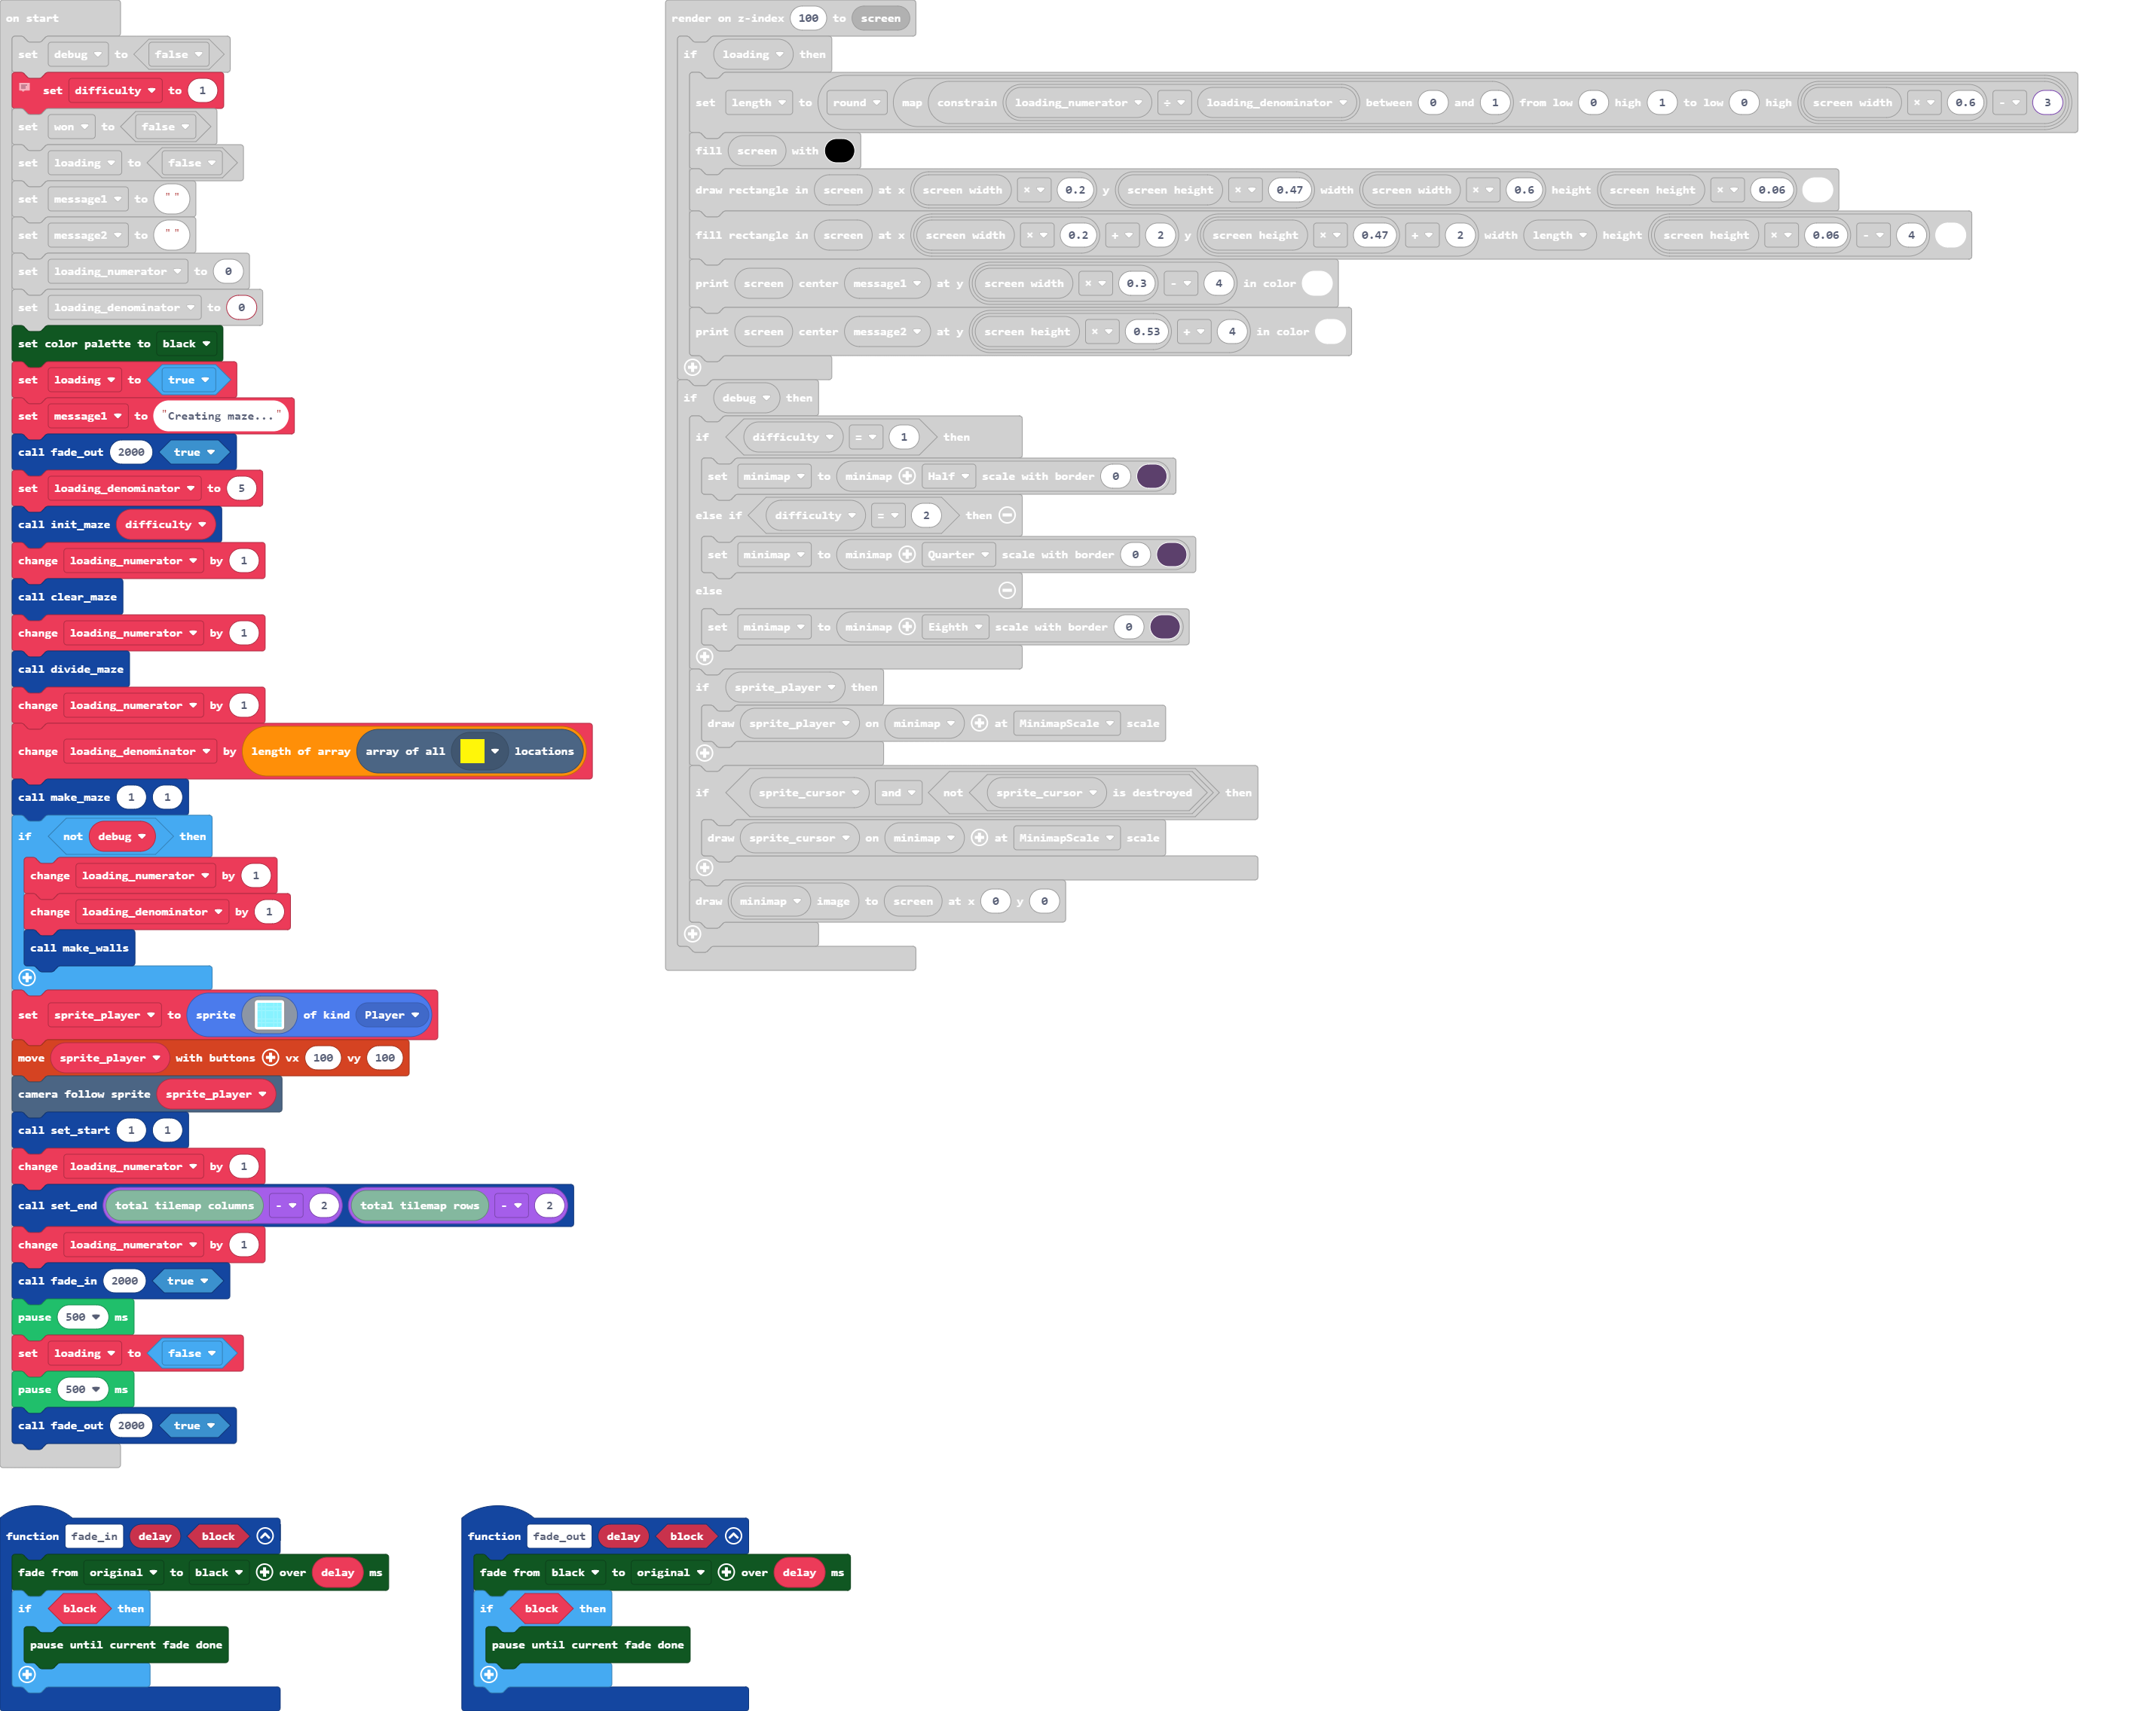 on start
set debug to false
set difficulty to 1
set won to false
set loading to false
set message1 to " "
set message2 to " "
set loading_numerator to 0
set loading_denominator to 0
set color palette to black
set loading to true
set message1 to "Creating maze..."
call fade_out 2000 true
set loading_denominator to 5
call init_maze difficulty
change loading_numerator by 1
call clear_maze
change loading_numerator by 1
call divide_maze
change loading_numerator by 1
change loading_denominator by length of array array of all locations
call make_maze 1 1
if not debug then
change loading_numerator by 1
change loading_denominator by 1
call make_walls
set sprite_player to sprite of kind Player
move sprite_player with buttons vx 100 vy 100
camera follow sprite sprite_player
call set_start 1 1
change loading_numerator by 1
call set_end total tilemap columns - 2 total tilemap rows - 2
change loading_numerator by 1
call fade_in 2000 true
pause 500 ms
set loading to false
pause 500 ms
call fade_out 2000 true
render on z-index 100 to screen
if loading then
set length to round map constrain loading_numerator ÷ loading_denominator between 0 and 1 from low 0 high 1 to low 0 high screen width × 0.6 - 3
fill screen with
draw rectangle in screen at x screen width × 0.2 y screen height × 0.47 width screen width × 0.6 height screen height × 0.06
fill rectangle in screen at x screen width × 0.2 + 2 y screen height × 0.47 + 2 width length height screen height × 0.06 - 4
print screen center message1 at y screen width × 0.3 - 4 in color
print screen center message2 at y screen height × 0.53 + 4 in color
if debug then
if difficulty = 1 then
set minimap to minimap Half scale with border 0
else if difficulty = 2 then
set minimap to minimap Quarter scale with border 0
else
set minimap to minimap Eighth scale with border 0
if sprite_player then
draw sprite_player on minimap at MinimapScale scale
if sprite_cursor and not sprite_cursor is destroyed then
draw sprite_cursor on minimap at MinimapScale scale
draw minimap image to screen at x 0 y 0
function fade_in delay block
fade from original to black over delay ms
if block then
pause until current fade done
function fade_out delay block
fade from black to original over delay ms
if block then
pause until current fade done